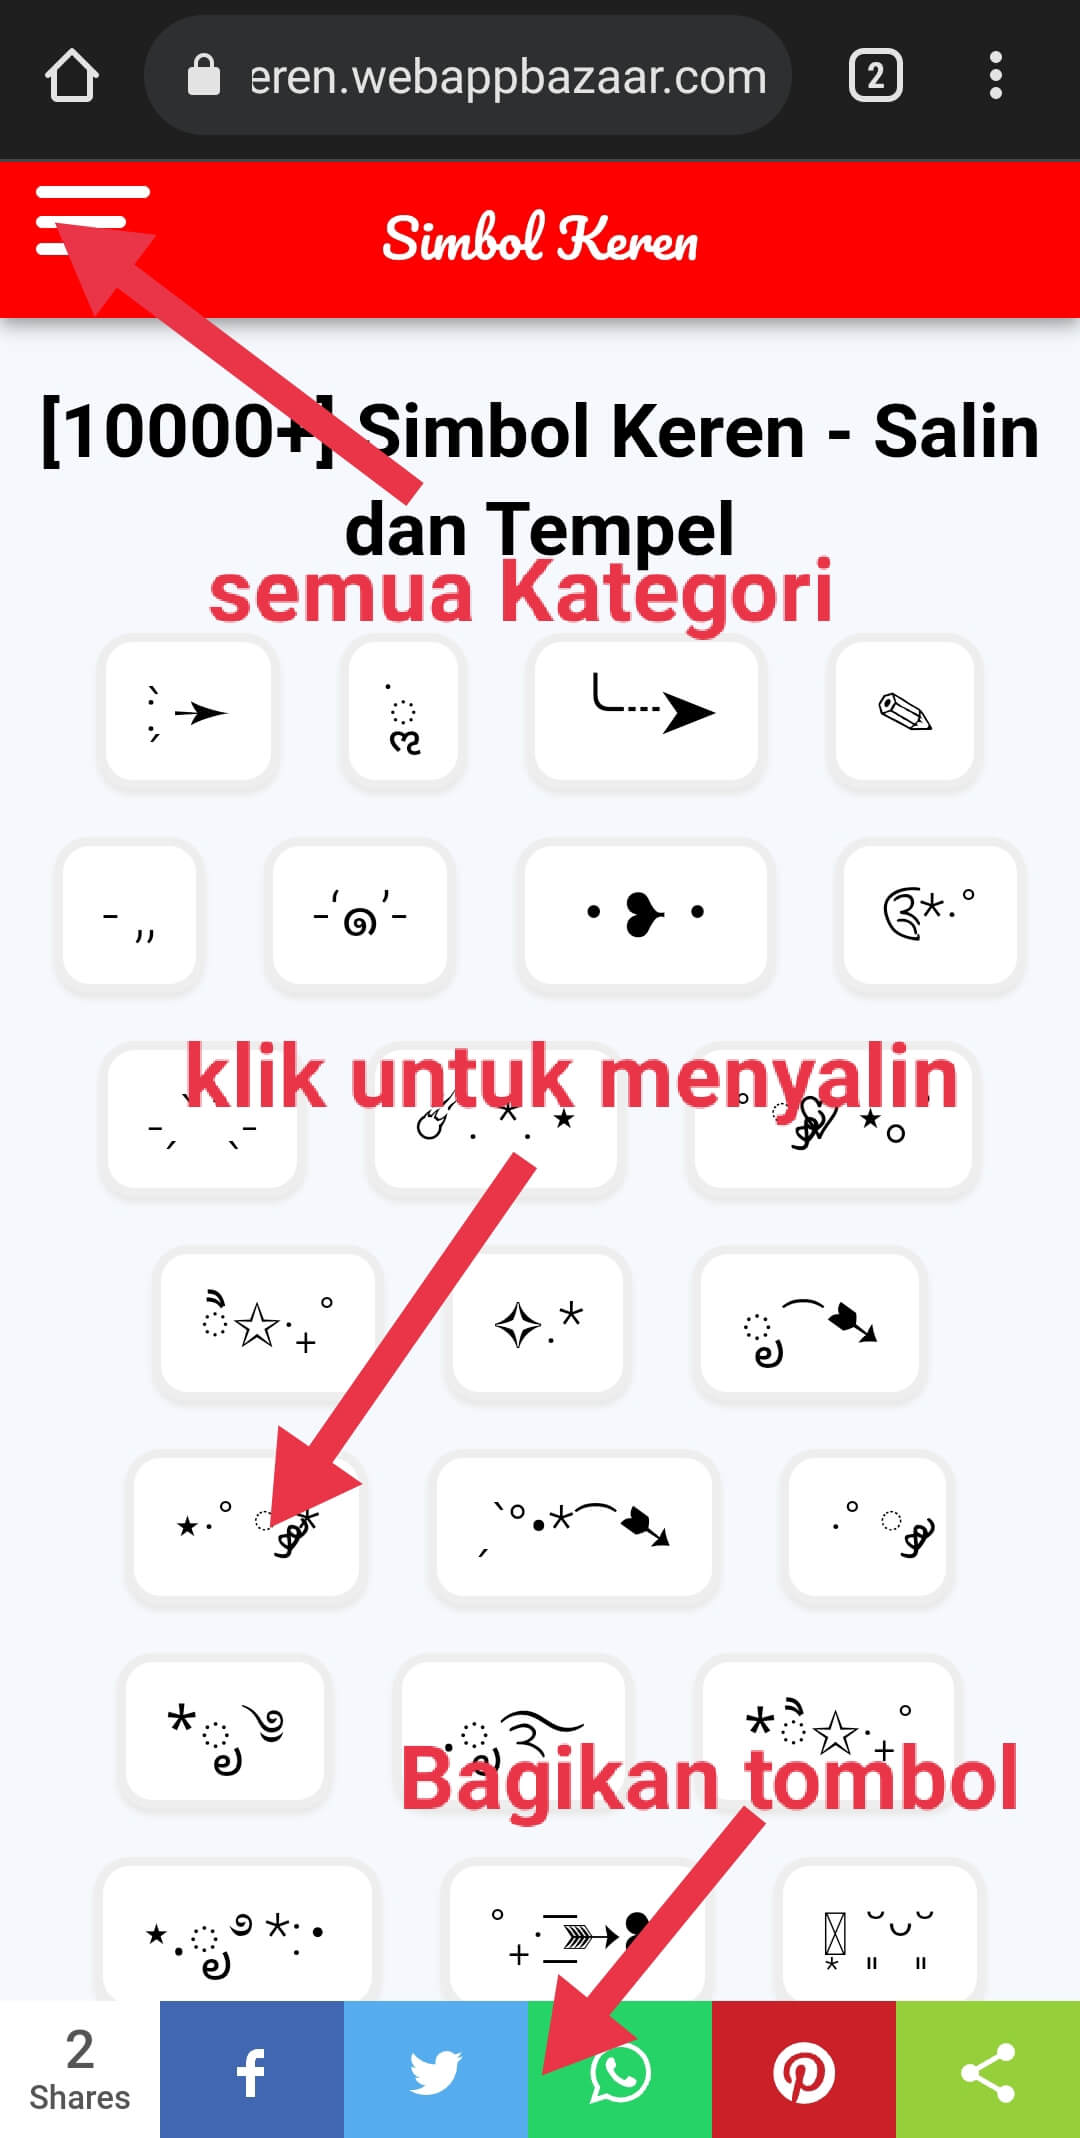 eren.webappbazaar.com
2
Simbol Keren
[10000+] Simbol Keren - Salin
dan Tempel
semua Kategori
klik untuk menyalin
Bagikan tombol
2
Shares